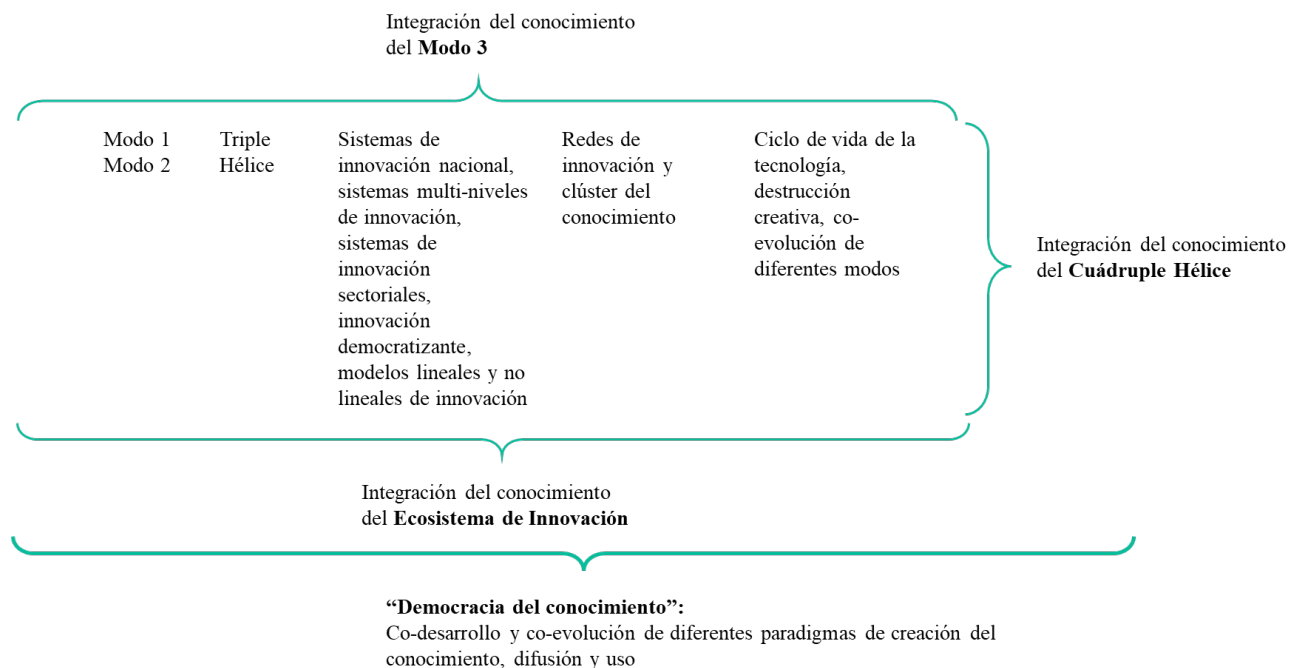 Integración del conocimiento
del Modo 3
Modo 1
Modo 2
Triple
Hélice
Sistemas de
innovación nacional,
sistemas multi-niveles
de innovación,
sistemas de
innovación
sectoriales,
innovación
democratizante,
modelos lineales y no
lineales de innovación
Redes de
innovación y
clúster del
conocimiento
Ciclo de vida de la
tecnología,
destrucción
creativa, co-
evolución de
diferentes modos
Integración del conocimiento
del Cuádruple Hélice
Integración del conocimiento
del Ecosistema de Innovación
“Democracia del conocimiento”:
Co-desarrollo y co-evolución de diferentes paradigmas de creación del
conocimiento, difusión y uso